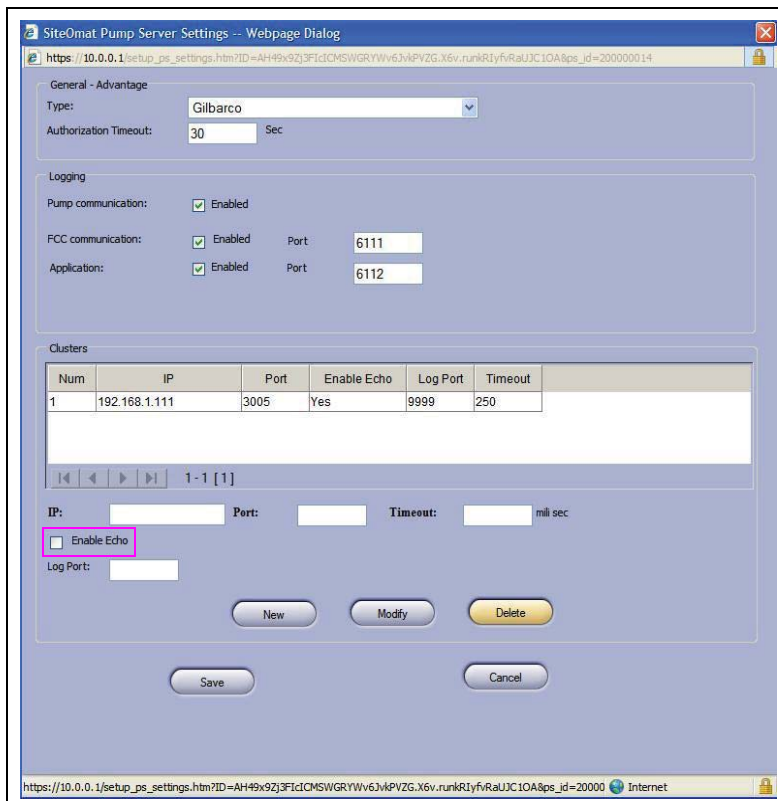 SiteOmat Pump Server Settings -- Webpage Dialog
https://10.0.0.1/setup_ps_settings.htm?ID=AH49x9Zj3FIcICMSWGRYWv6JvkPVZG.X6v.runkRIyfvRaUJC1OA&ps_id=200000014
General - Advantage
Type: Gilbarco
Authorization Timeout: 30 Sec
Logging
Pump communication: Enabled
FCC communication: Enabled Port 6111
Application: Enabled Port 6112
Clusters
Num IP Port Enable Echo Log Port Timeout
1 192.168.1.111 3005 Yes 9999 250
1 - 1 [1]
IP: Port: Timeout: mili sec
Enable Echo
Log Port:
New Modify Delete
Save Cancel
https://10.0.0.1/setup_ps_settings.htm?ID=AH49x9Zj3FIcICMSWGRYWv6JvkPVZG.X6v.runkRIyfvRaUJC1OA&ps_id=20000 Internet